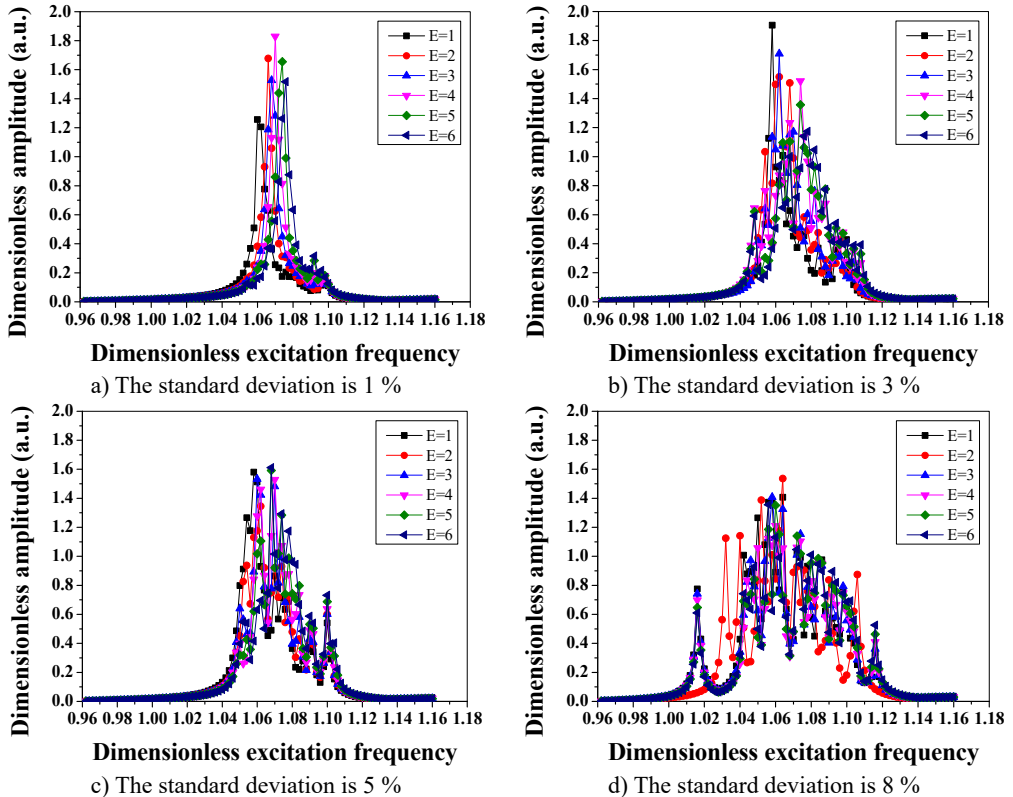 Dimensionless amplitude (a.u.)
2.0
1.8
1.6
1.4
1.2
1.0
0.8
0.6
0.4
0.2
0.0
E=1
E=2
E=3
E=4
E=5
E=6
0.96 0.98 1.00 1.02 1.04 1.06 1.08 1.10 1.12 1.14 1.16 1.18
Dimensionless excitation frequency
a) The standard deviation is 1 %
Dimensionless amplitude (a.u.)
2.0
1.8
1.6
1.4
1.2
1.0
0.8
0.6
0.4
0.2
0.0
E=1
E=2
E=3
E=4
E=5
E=6
0.96 0.98 1.00 1.02 1.04 1.06 1.08 1.10 1.12 1.14 1.16 1.18
Dimensionless excitation frequency
b) The standard deviation is 3 %
Dimensionless amplitude (a.u.)
2.0
1.8
1.6
1.4
1.2
1.0
0.8
0.6
0.4
0.2
0.0
E=1
E=2
E=3
E=4
E=5
E=6
0.96 0.98 1.00 1.02 1.04 1.06 1.08 1.10 1.12 1.14 1.16 1.18
Dimensionless excitation frequency
c) The standard deviation is 5 %
Dimensionless amplitude (a.u.)
2.0
1.8
1.6
1.4
1.2
1.0
0.8
0.6
0.4
0.2
0.0
E=1
E=2
E=3
E=4
E=5
E=6
0.96 0.98 1.00 1.02 1.04 1.06 1.08 1.10 1.12 1.14 1.16 1.18
Dimensionless excitation frequency
d) The standard deviation is 8 %